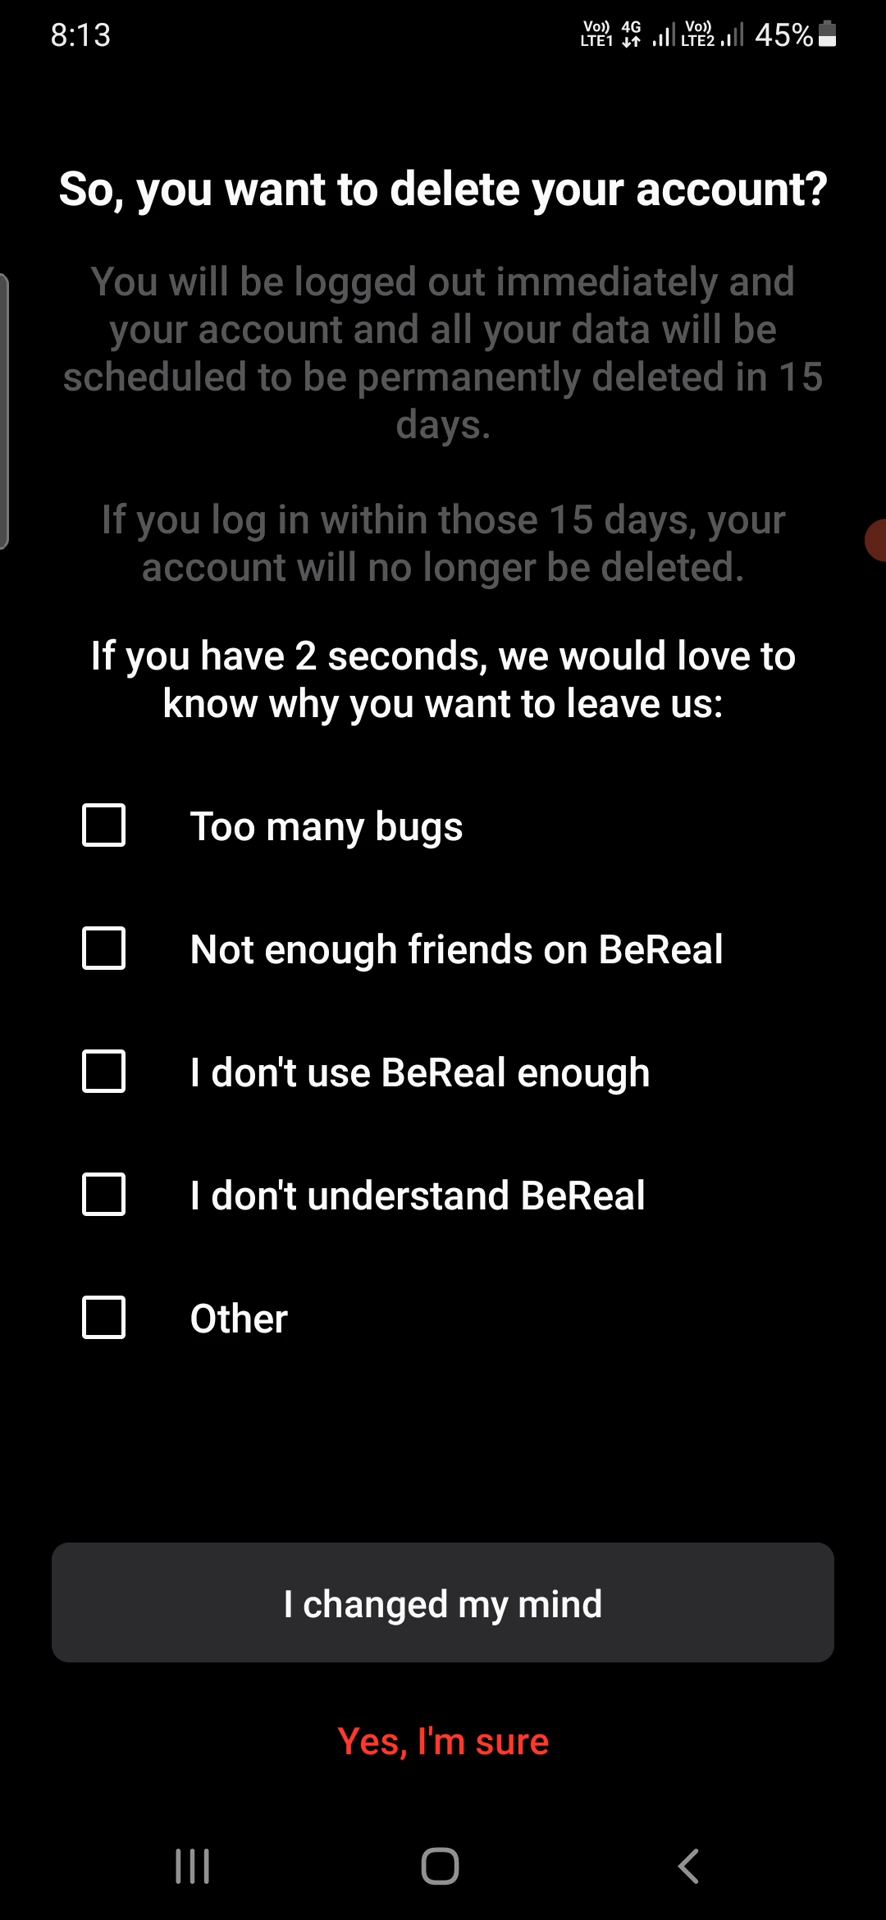 8:13
Vo)) LTE1 4G Vo)) LTE2 45%
So, you want to delete your account?
You will be logged out immediately and
your account and all your data will be
scheduled to be permanently deleted in 15
days.
If you log in within those 15 days, your
account will no longer be deleted.
If you have 2 seconds, we would love to
know why you want to leave us:
Too many bugs
Not enough friends on BeReal
I don't use BeReal enough
I don't understand BeReal
Other
I changed my mind
Yes, I'm sure